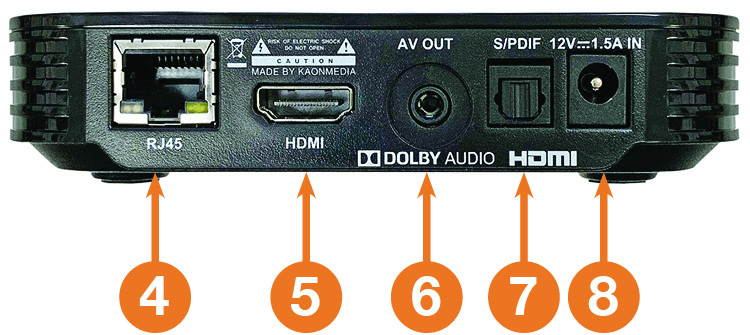 RISK OF ELECTRIC SHOCK
DO NOT OPEN
CAUTION
MADE BY KAONMEDIA
AV OUT
S/PDIF
12V⎓1.5A IN
RJ45
HDMI
DOLBY AUDIO
HDMI
4
5
6
7
8